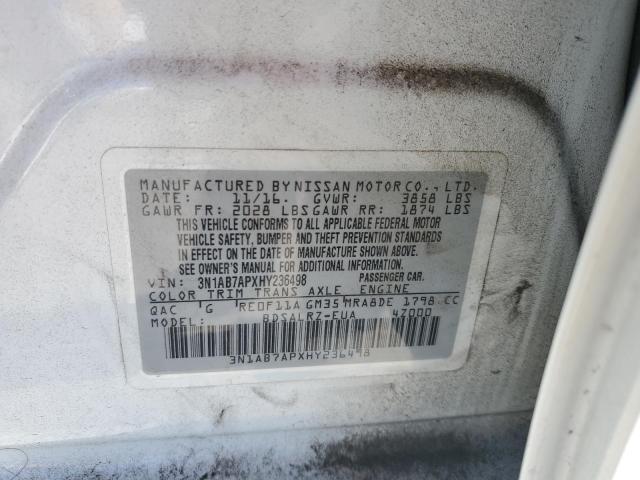 MANUFACTURED BY NISSAN MOTOR CO., LTD.
DATE: 11/16. GVWR: 3858 LBS
GAWR FR: 2028 LBS GAWR RR: 1874 LBS
THIS VEHICLE CONFORMS TO ALL APPLICABLE FEDERAL MOTOR
VEHICLE SAFETY, BUMPER AND THEFT PREVENTION STANDARDS
IN EFFECT ON THE DATE OF MANUFACTURE SHOWN ABOVE.
SEE OWNER'S MANUAL FOR ADDITIONAL INFORMATION.
VIN: 3N1AB7APXHY236498 PASSENGER CAR.
COLOR TRIM TRANS AXLE ENGINE
QAC 'G RE0F11A GM35 MRA8DE 1798 CC
MODEL: BDSALRZ-EUA 4Z000
3N1AB7APXHY236498